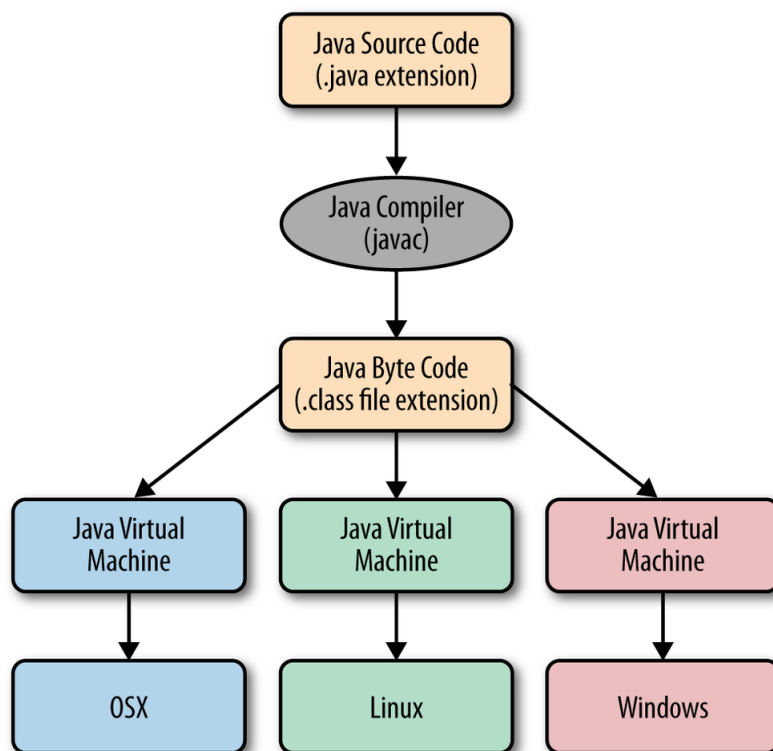 Java Source Code
(.java extension)
Java Compiler
(javac)
Java Byte Code
(.class file extension)
Java Virtual
Machine
Java Virtual
Machine
Java Virtual
Machine
OSX
Linux
Windows